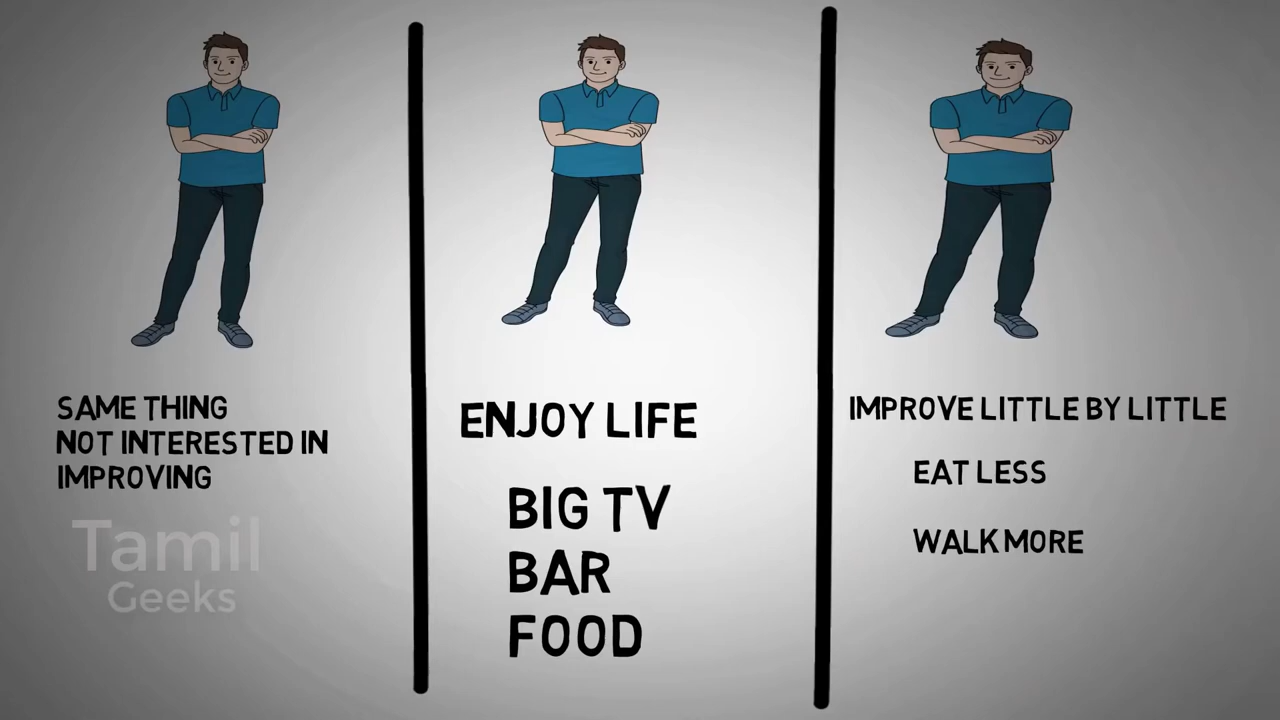 SAME THING
NOT INTERESTED IN
IMPROVING
Tamil
Geeks
ENJOY LIFE
BIG TV
BAR
FOOD
IMPROVE LITTLE BY LITTLE
EAT LESS
WALK MORE